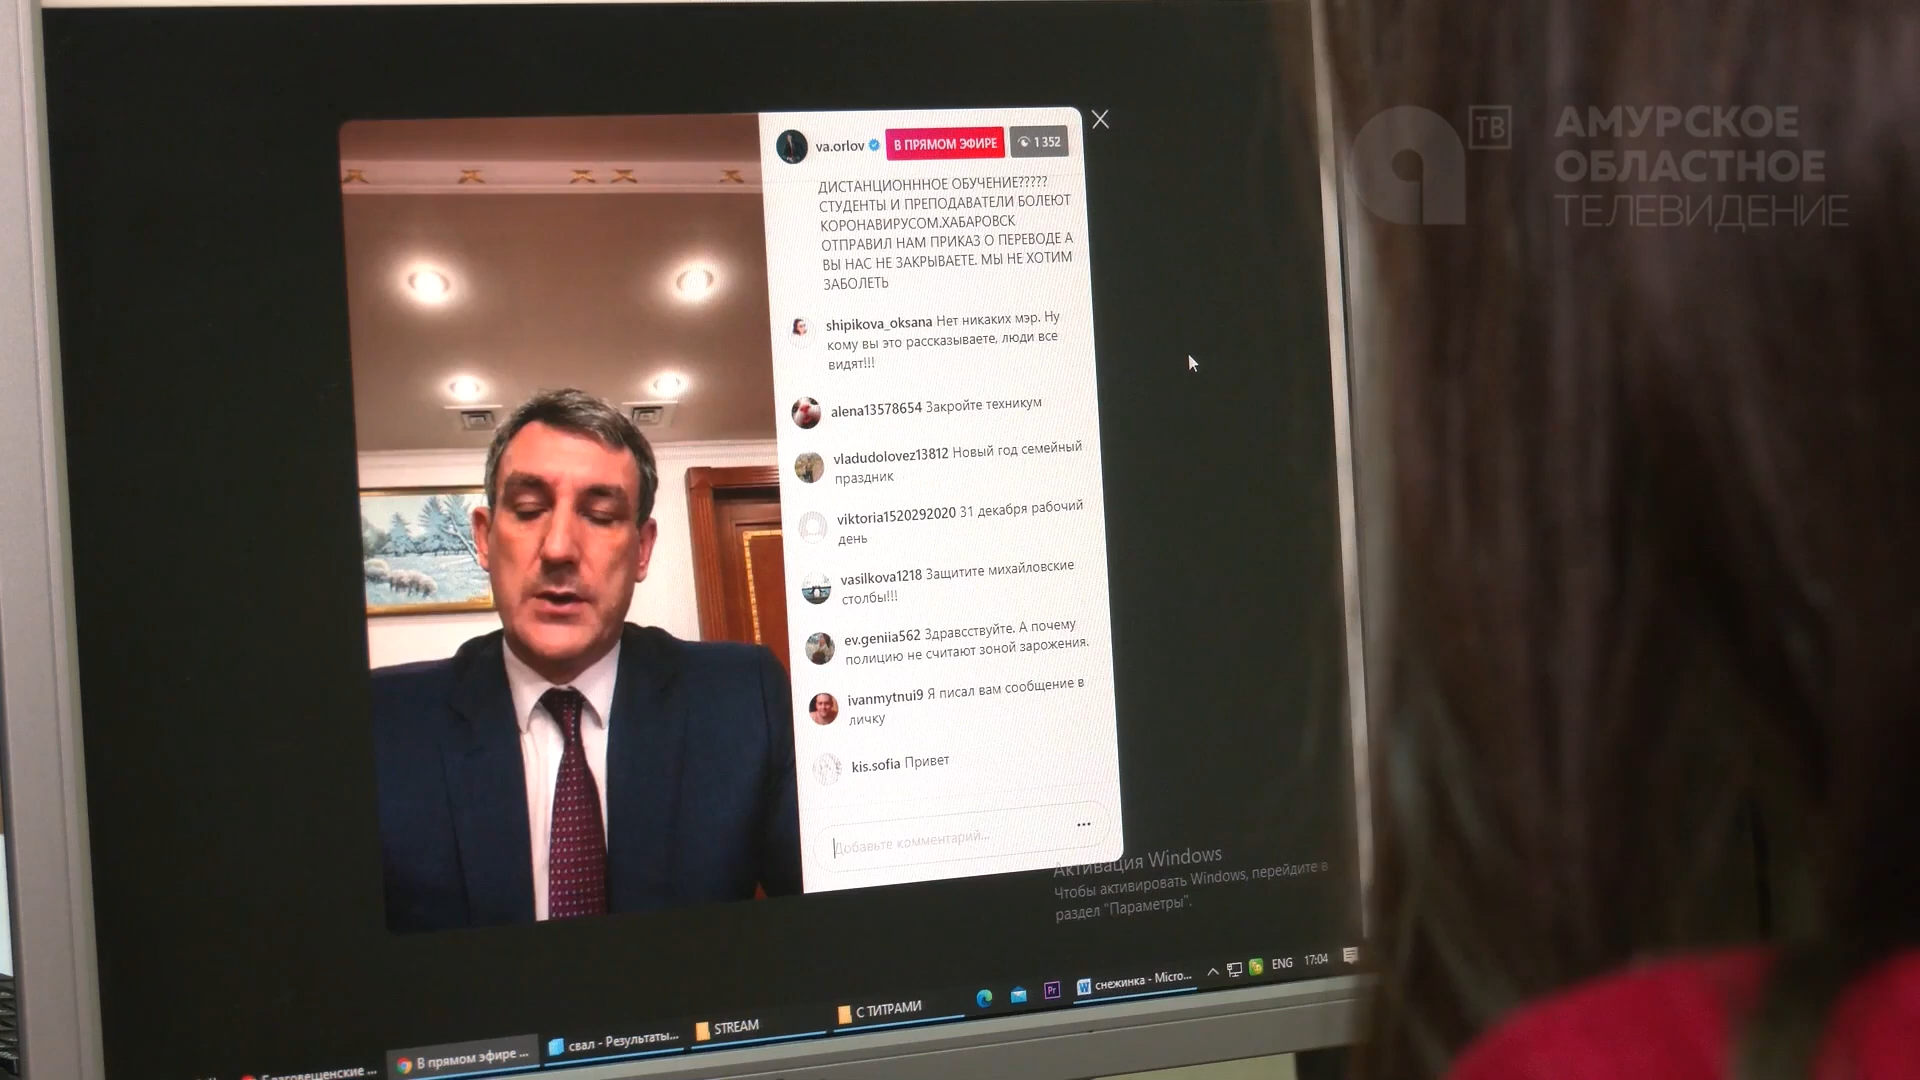 ТВ
АМУРСКОЕ
ОБЛАСТНОЕ
ТЕЛЕВИДЕНИЕ
va.orlov В ПРЯМОМ ЭФИРЕ 1 352
ДИСТАНЦИОННОЕ ОБУЧЕНИЕ?????
СТУДЕНТЫ И ПРЕПОДАВАТЕЛИ БОЛЕЮТ
КОРОНАВИРУСОМ.ХАБАРОВСК
ОТПРАВИЛ НАМ ПРИКАЗ О ПЕРЕВОДЕ А
ВЫ НАС НЕ ЗАКРЫВАЕТЕ. МЫ НЕ ХОТИМ
ЗАБОЛЕТЬ
shipikova_oksana Нет никаких мэр. Ну
кому вы это рассказываете, люди все
видят!!!
alena13578654 Закройте техникум
vladudolovez13812 Новый год семейный
праздник
viktoria1520292020 31 декабря рабочий
день
vasilkova1218 Защитите михайловские
столбы!!!
ev.geniia562 Здравсствуйте. А почему
полицию не считают зоной зарожения.
ivanmytnui9 Я писал вам сообщение в
личку
kis.sofia Привет
Добавьте комментарий...
Активация Windows
Чтобы активировать Windows, перейдите в
раздел "Параметры".
Благовещенские ...
В прямом эфире ...
свал - Результаты...
STREAM
С ТИТРАМИ
Pr
снежинка - Micro...
ENG 17:04